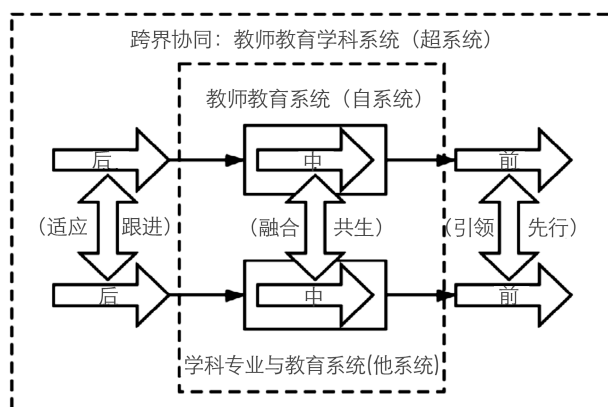 跨界协同：教师教育学科系统（超系统）
教师教育系统（自系统）
后 中 前
（适应 跟进） （融合 共生） （引领 先行）
后 中 前
学科专业与教育系统(他系统)